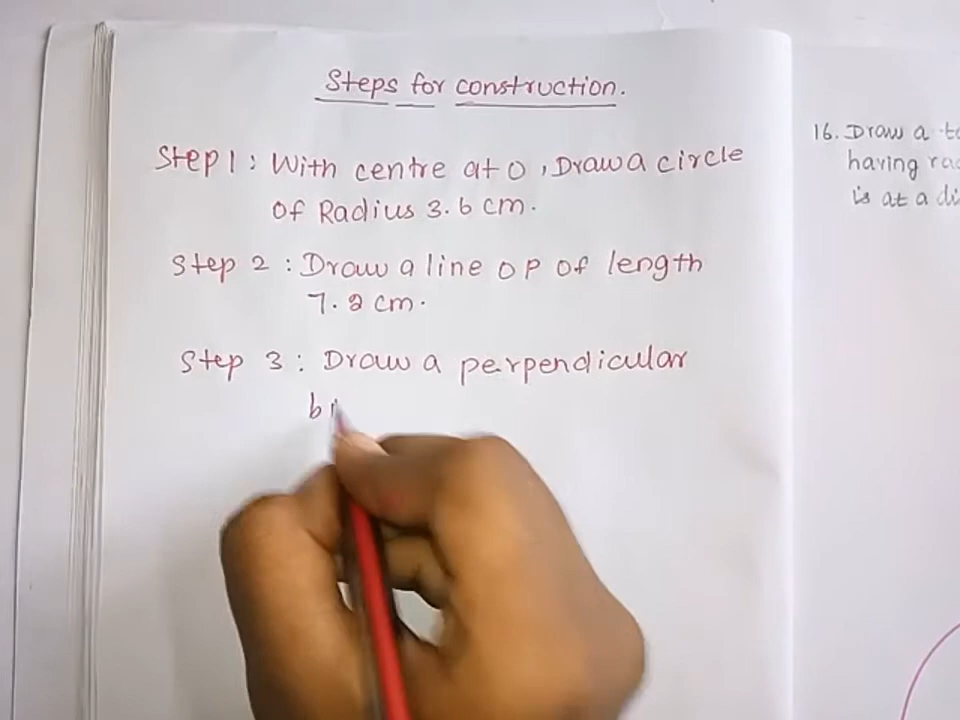 Steps for construction.
Step 1 : With centre at O , Draw a circle
of Radius 3.6 cm.
Step 2 : Draw a line OP of length
7.2 cm.
Step 3 : Draw a perpendicular
16. Draw a
having
is at a